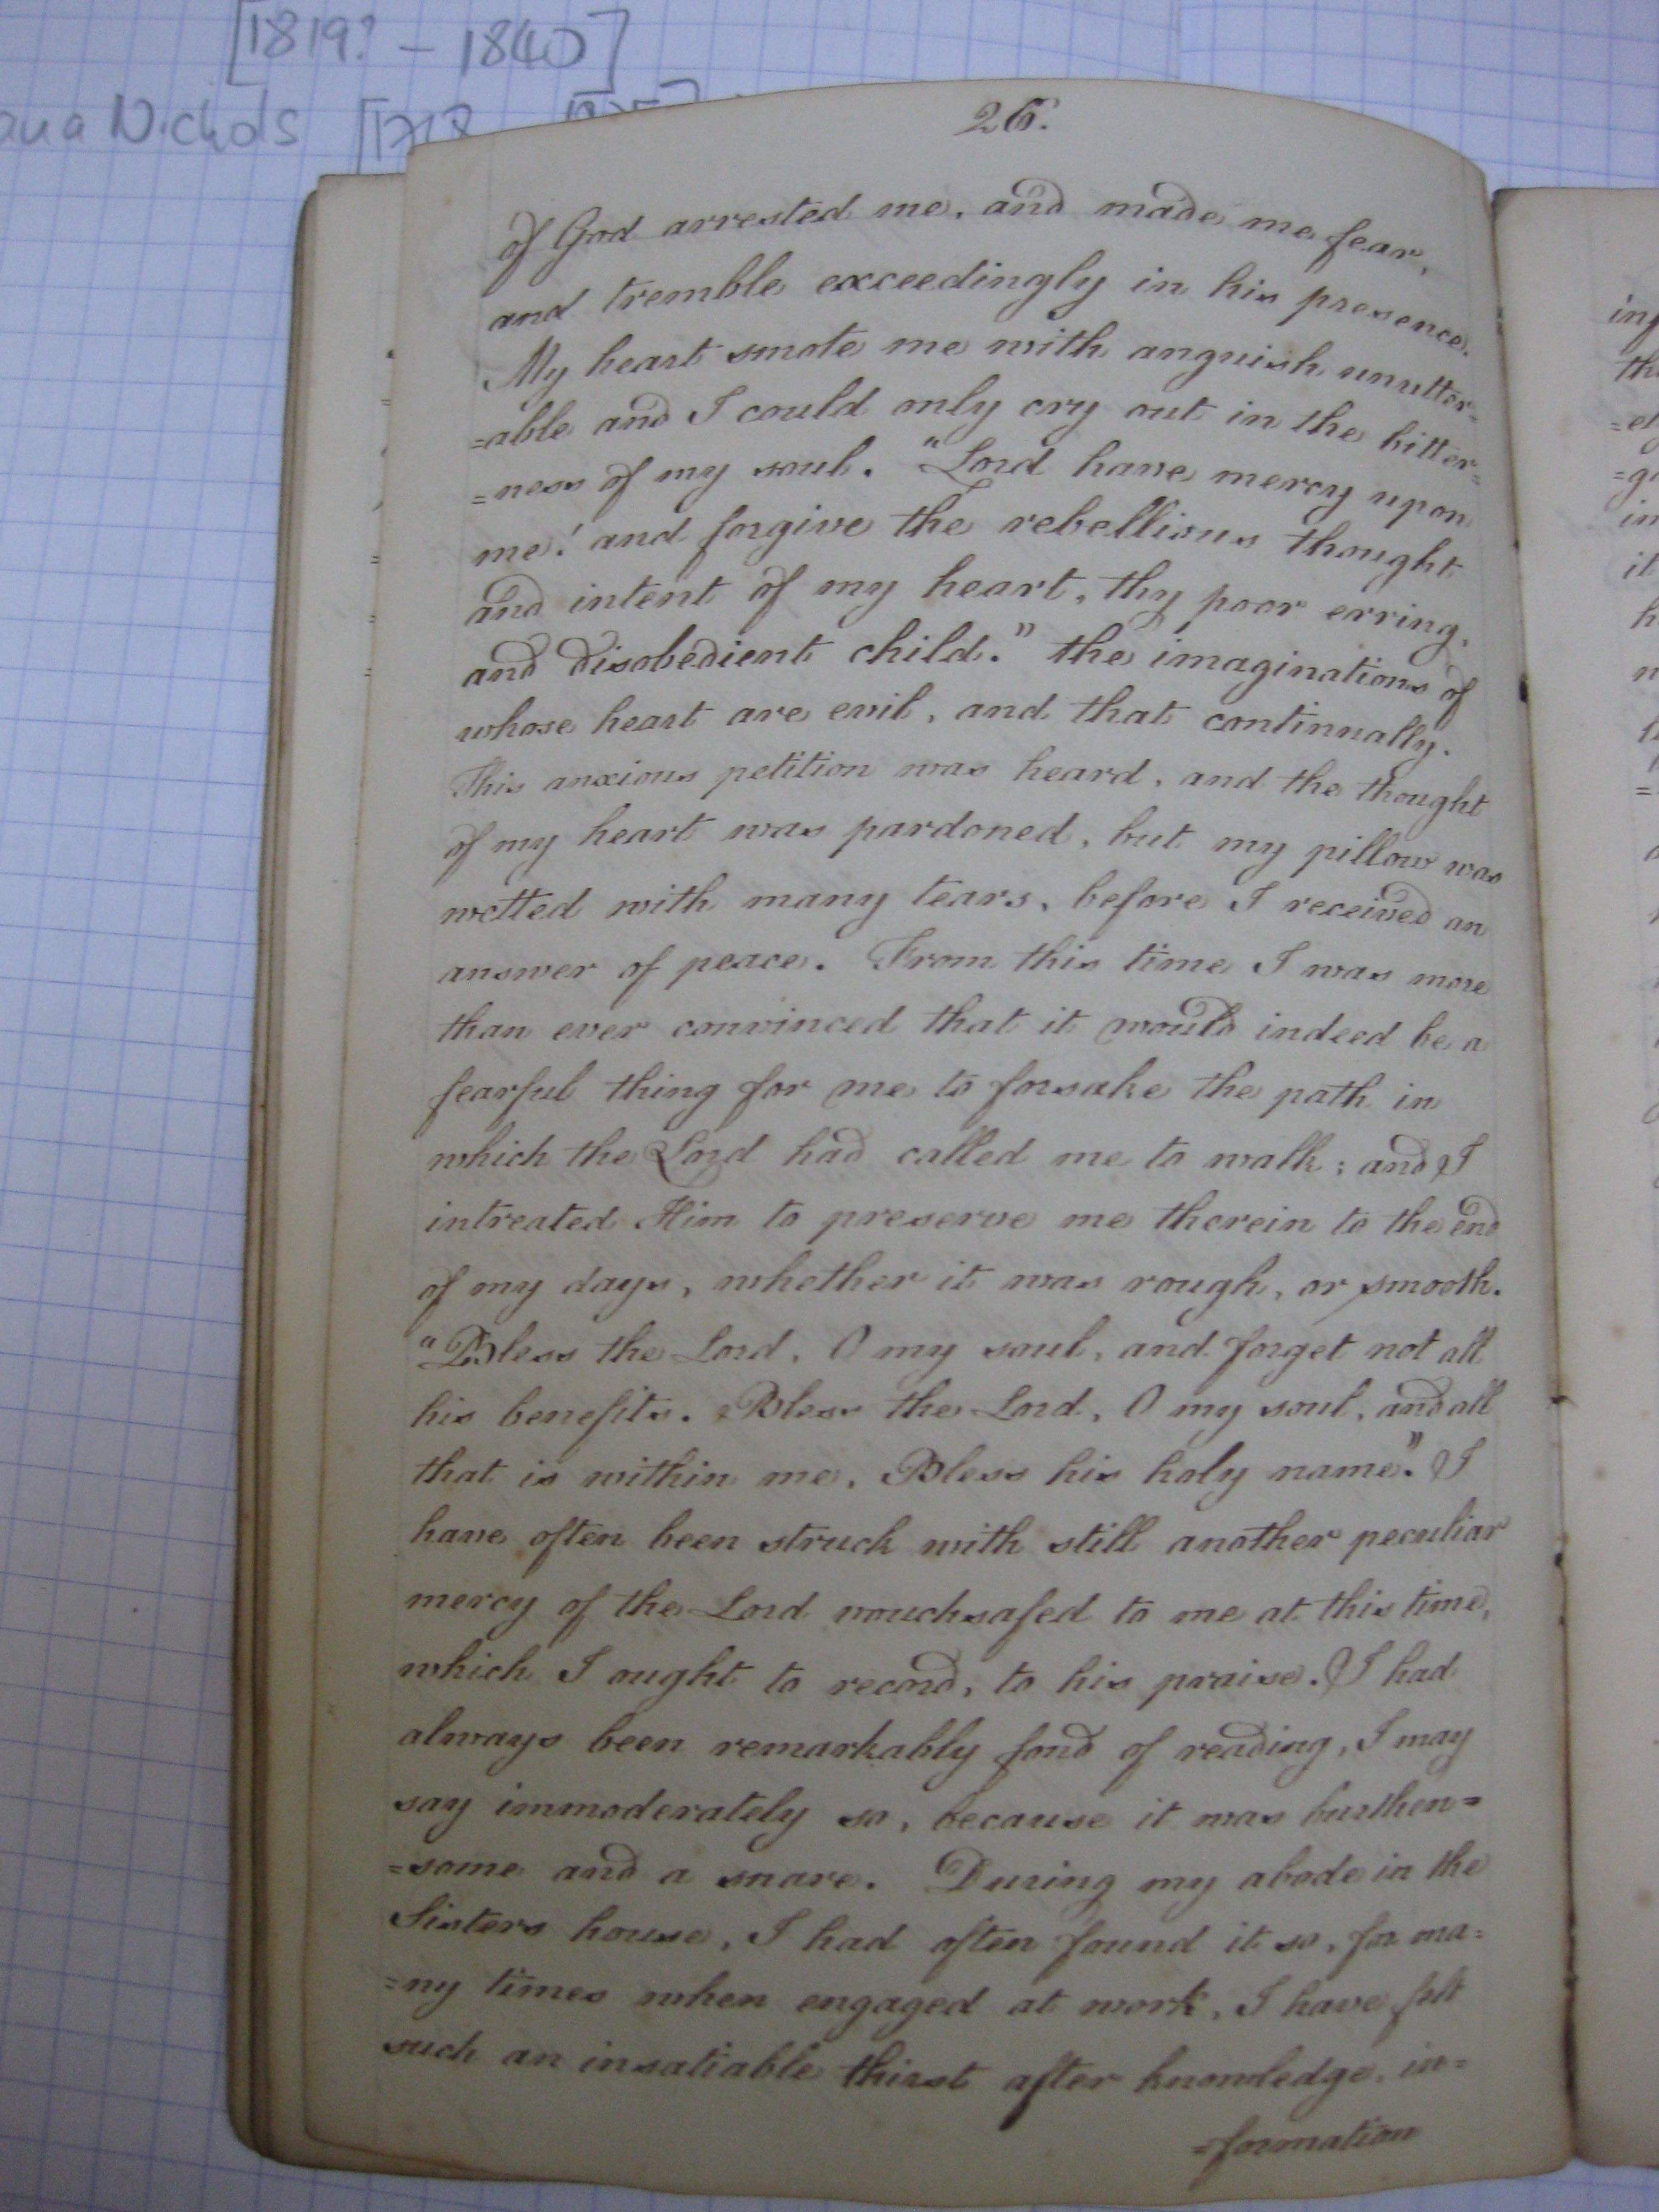 [1819? - 1840]
Nichols
26.
of God arrested me, and made me fear,
and tremble exceedingly in his presence.
My heart smote me with anguish unutter-
=able and I could only cry out in the bitter-
=ness of my soul. "Lord have mercy upon
me! and forgive the rebellious thought
and intent of my heart, thy poor erring,
and disobedient child." the imaginations of
whose heart are evil, and that continually.
This anxious petition was heard, and the thought
of my heart was pardoned, but my pillow was
wetted with many tears, before I received an
answer of peace. From this time I was more
than ever convinced that it would indeed be a
fearful thing for me to forsake the path in
which the Lord had called me to walk; and I
intreated Him to preserve me therein to the end
of my days, whether it was rough, or smooth.
"Bless the Lord, O my soul, and forget not all
his benefits. Bless the Lord, O my soul, and all
that is within me, Bless his holy name." I
have often been struck with still another peculiar
mercy of the Lord vouchsafed to me at this time,
which I ought to record, to his praise. I had
always been remarkably fond of reading, I may
say immoderately so, because it was burthen=
=some and a snare. During my abode in the
Sisters house, I had often found it so, for ma=
=ny times when engaged at work, I have felt
such an insatiable thirst after knowledge, in=
=formation
it